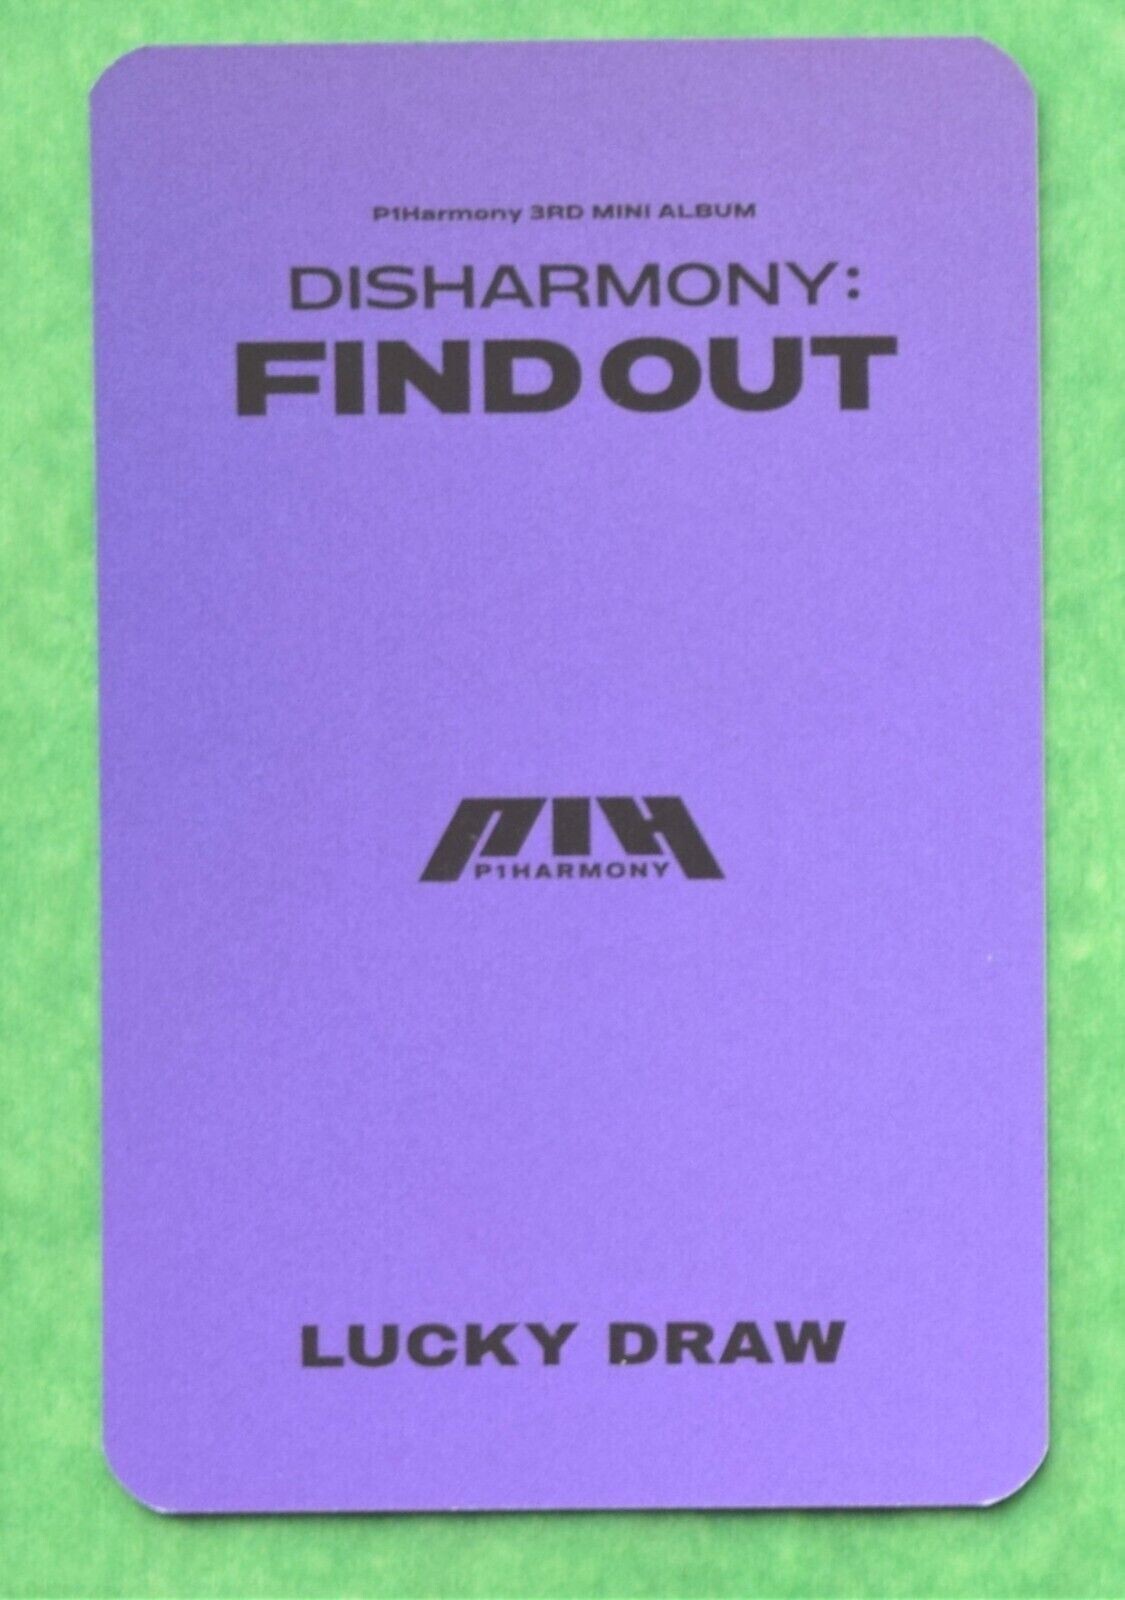 P1Harmony 3RD MINI ALBUM
DISHARMONY:
FIND OUT
P1H
P1HARMONY
LUCKY DRAW